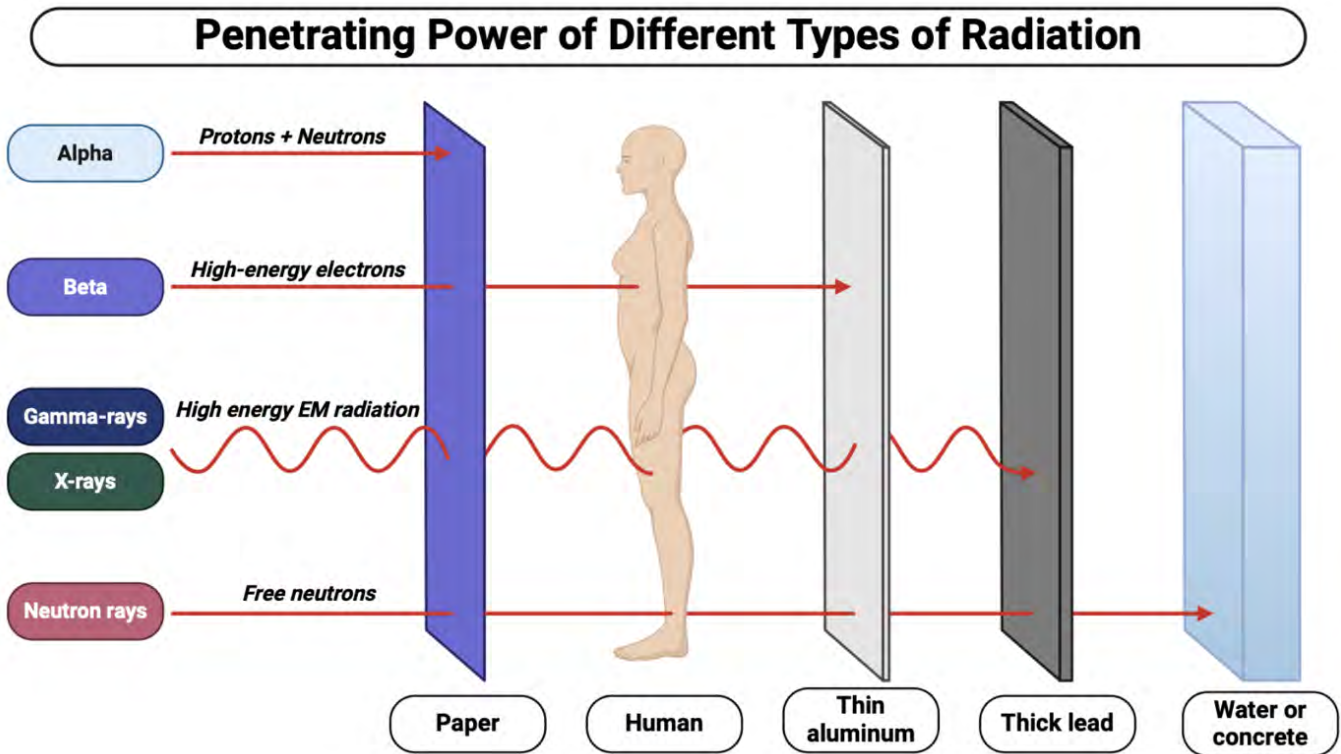 Penetrating Power of Different Types of Radiation
Alpha
Protons + Neutrons
Beta
High-energy electrons
Gamma-rays
High energy EM radiation
X-rays
Neutron rays
Free neutrons
Paper
Human
Thin
aluminum
Thick lead
Water or
concrete